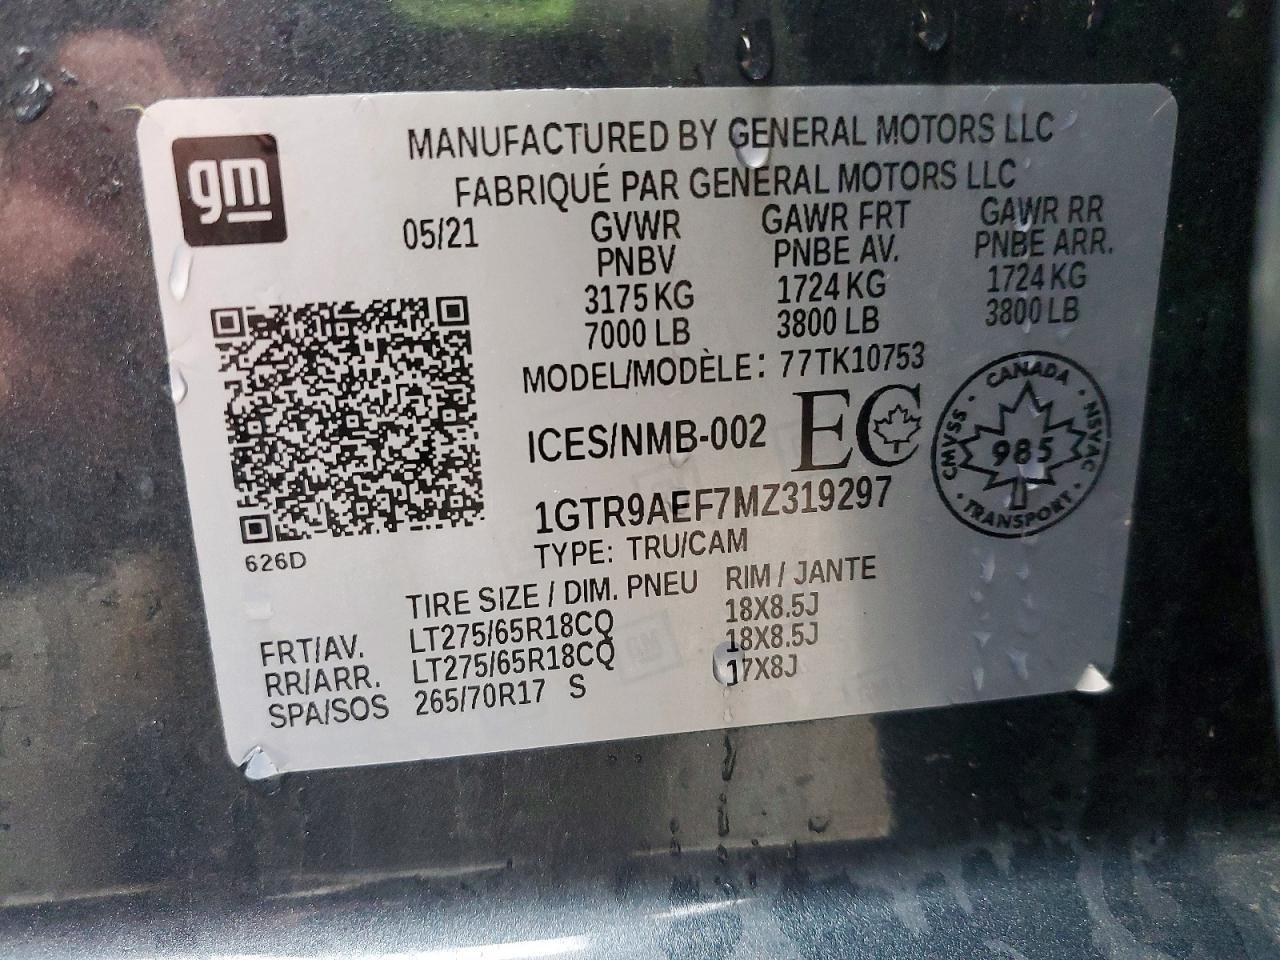 gm
MANUFACTURED BY GENERAL MOTORS LLC
FABRIQUÉ PAR GENERAL MOTORS LLC
05/21 GVWR GAWR FRT GAWR RR
PNBV PNBE AV. PNBE ARR.
3175 KG 1724 KG 1724 KG
7000 LB 3800 LB 3800 LB
MODEL/MODÈLE: 77TK10753
ICES/NMB-002 EC
CANADA
CMVSS 985 NSVAC
TRANSPORT
1GTR9AEF7MZ319297
626D
TYPE: TRU/CAM
TIRE SIZE / DIM. PNEU RIM / JANTE
FRT/AV. LT275/65R18CQ 18X8.5J
RR/ARR. LT275/65R18CQ 18X8.5J
SPA/SOS 265/70R17 S 17X8J